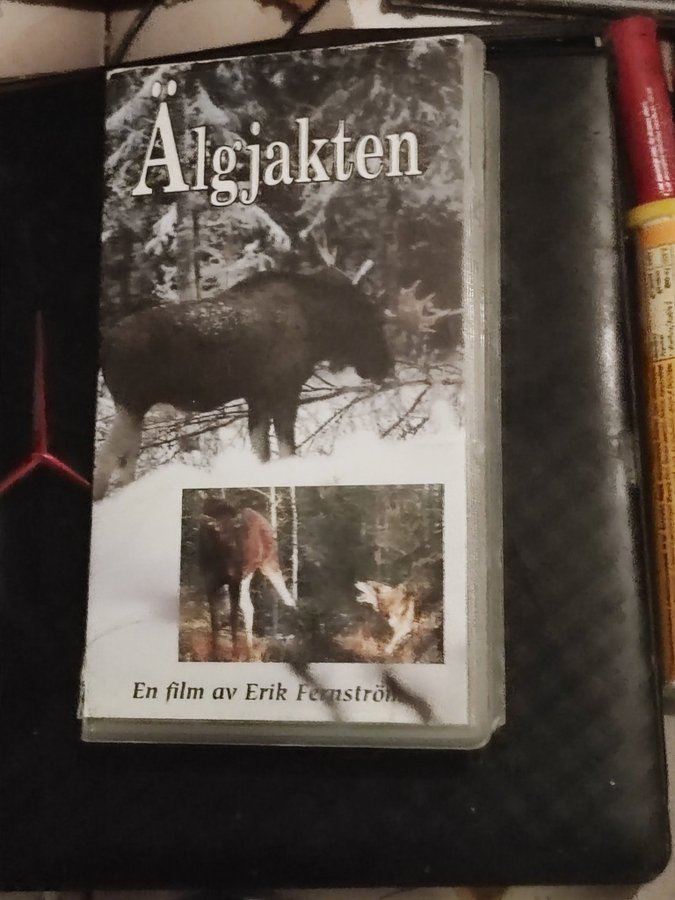 Älgjakten
En film av Erik Fernström